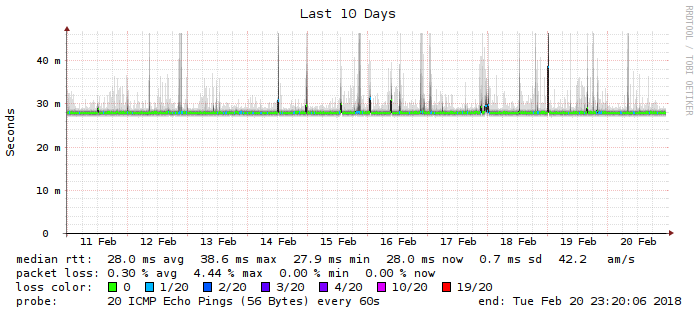 Last 10 Days
RRDTOOL / TOBI OETIKER
Seconds
40 m
30 m
20 m
10 m
0
11 Feb 12 Feb 13 Feb 14 Feb 15 Feb 16 Feb 17 Feb 18 Feb 19 Feb 20 Feb
median rtt: 28.0 ms avg 38.6 ms max 27.9 ms min 28.0 ms now 0.7 ms sd 42.2 am/s
packet loss: 0.30 % avg 4.44 % max 0.00 % min 0.00 % now
loss color: 0 1/20 2/20 3/20 4/20 10/20 19/20
probe: 20 ICMP Echo Pings (56 Bytes) every 60s end: Tue Feb 20 23:20:06 2018